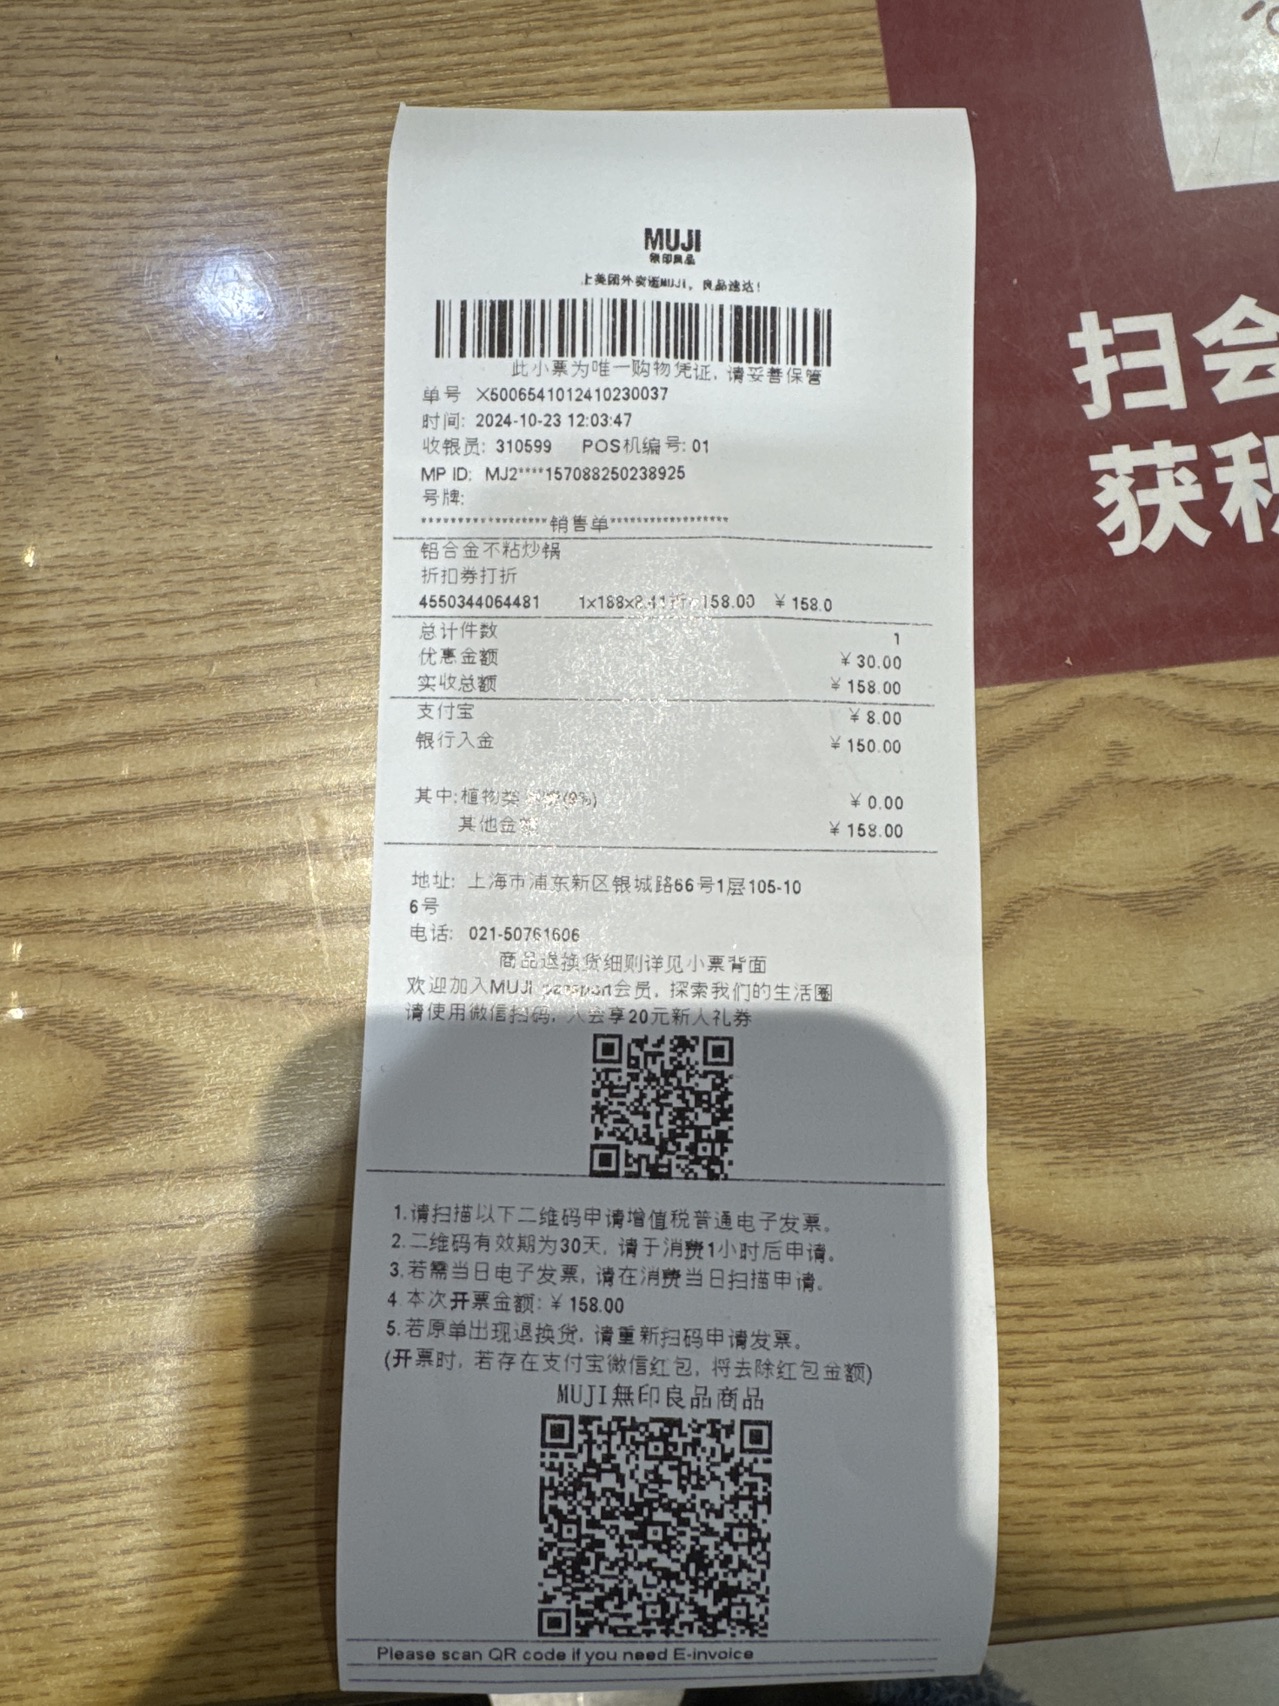 MUJI
無印良品
上美团外卖逛MUJI，良品速达！
此小票为唯一购物凭证，请妥善保管
单号 X5006541012410230037
时间: 2024-10-23 12:03:47
收银员: 310599 POS机编号: 01
MP ID: MJ2****157088250238925
号牌:
销售单
铝合金不粘炒锅
折扣券打折
4550344064481 1x188x8.41折 158.00 ¥ 158.0
总计件数 1
优惠金额 ¥ 30.00
实收总额 ¥ 158.00
支付宝 ¥ 8.00
银行入金 ¥ 150.00
其中:植物类 (9%) ¥ 0.00
其他金额 ¥ 158.00
地址: 上海市浦东新区银城路66号1层105-10
6号
电话: 021-50761606
商品退换货细则详见小票背面
欢迎加入MUJI passport会员, 探索我们的生活圈
请使用微信扫码, 入会享20元新人礼券
1.请扫描以下二维码申请增值税普通电子发票。
2.二维码有效期为30天, 请于消费1小时后申请。
3.若需当日电子发票, 请在消费当日扫描申请。
4.本次开票金额: ¥ 158.00
5.若原单出现退换货, 请重新扫码申请发票。
(开票时, 若存在支付宝微信红包, 将去除红包金额)
MUJI無印良品商品
Please scan QR code if you need E-invoice
扫会
获积